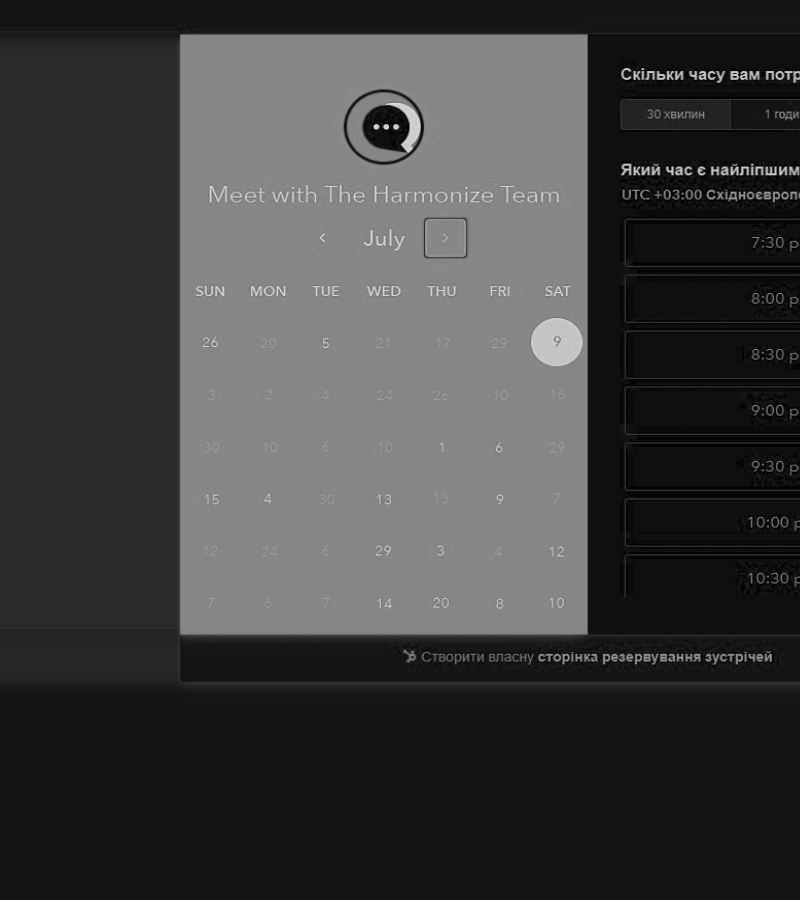 Meet with The Harmonize Team
July
SUN MON TUE WED THU FRI SAT
26 20 5 21 17 29 9
3 2 4 24 26 10 16
30 10 6 10 1 6 29
15 4 30 13 13 9 7
12 24 6 29 3 4 12
7 6 7 14 20 8 10
Скільки часу вам
30 хвилин
1
Який час є найліпшим
UTC +03:00
7:30
8:00
8:30
9:00
9:30
10:00
10:30
Створити власну сторінка резервування зустрічей